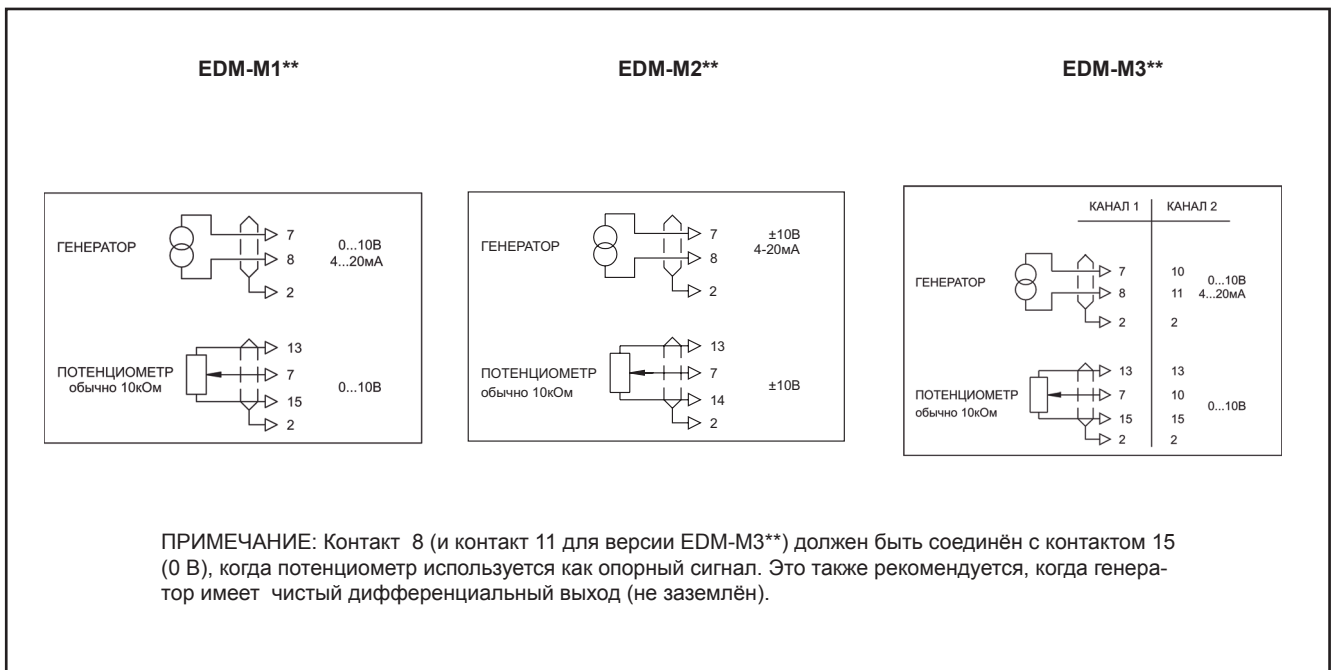 EDM-M1**
EDM-M2**
EDM-M3**
ГЕНЕРАТОР
7
8
2
0...10В
4...20мА
ПОТЕНЦИОМЕТР
обычно 10кОм
13
7
15
2
0...10В
ГЕНЕРАТОР
7
8
2
±10В
4-20мА
ПОТЕНЦИОМЕТР
обычно 10кОм
13
7
14
2
±10В
КАНАЛ 1 КАНАЛ 2
ГЕНЕРАТОР
7 10
8 11
2 2
0...10В
4...20мА
ПОТЕНЦИОМЕТР
обычно 10кОм
13 13
7 10
15 15
2 2
0...10В
ПРИМЕЧАНИЕ: Контакт 8 (и контакт 11 для версии EDM-M3**) должен быть соединён с контактом 15
(0 В), когда потенциометр используется как опорный сигнал. Это также рекомендуется, когда генера-
тор имеет чистый дифференциальный выход (не заземлён).